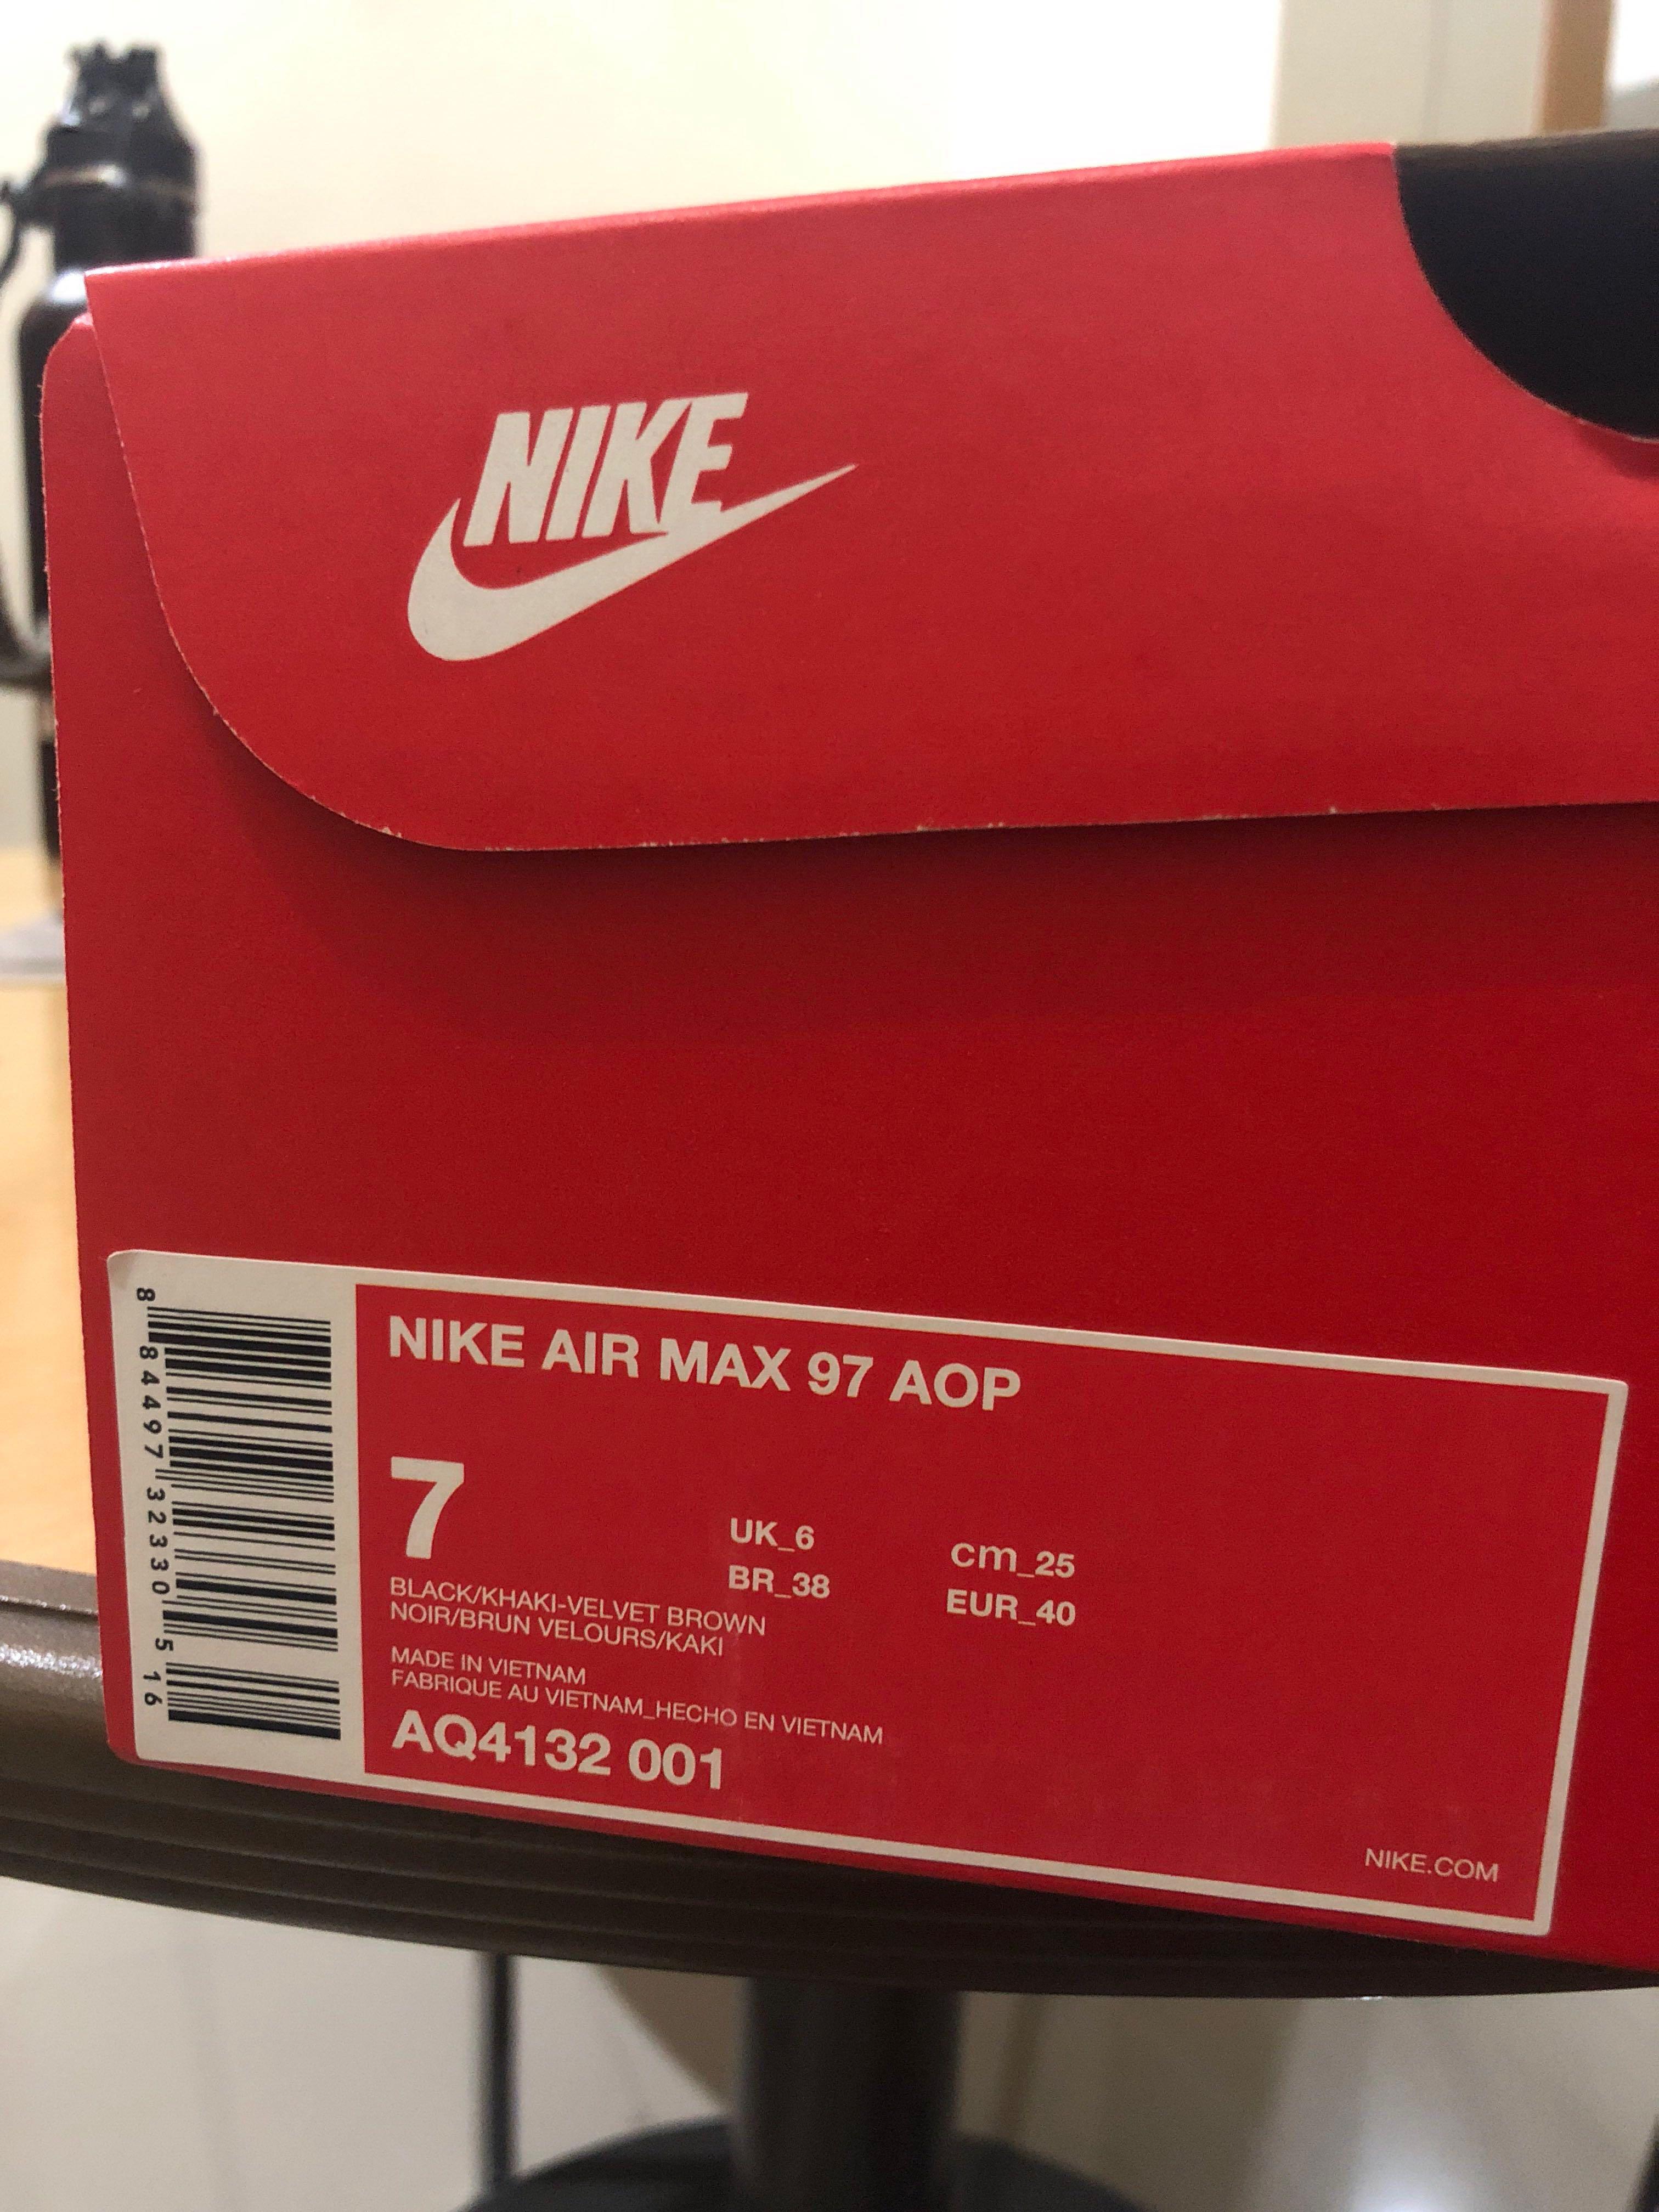 NIKE
NIKE AIR MAX 97 AOP
7
UK_6
cm_25
BR_38
EUR_40
BLACK/KHAKI-VELVET BROWN
NOIR/BRUN VELOURS/KAKI
MADE IN VIETNAM
FABRIQUE AU VIETNAM_HECHO EN VIETNAM
AQ4132 001
NIKE.COM
8 84497 32330 5 16